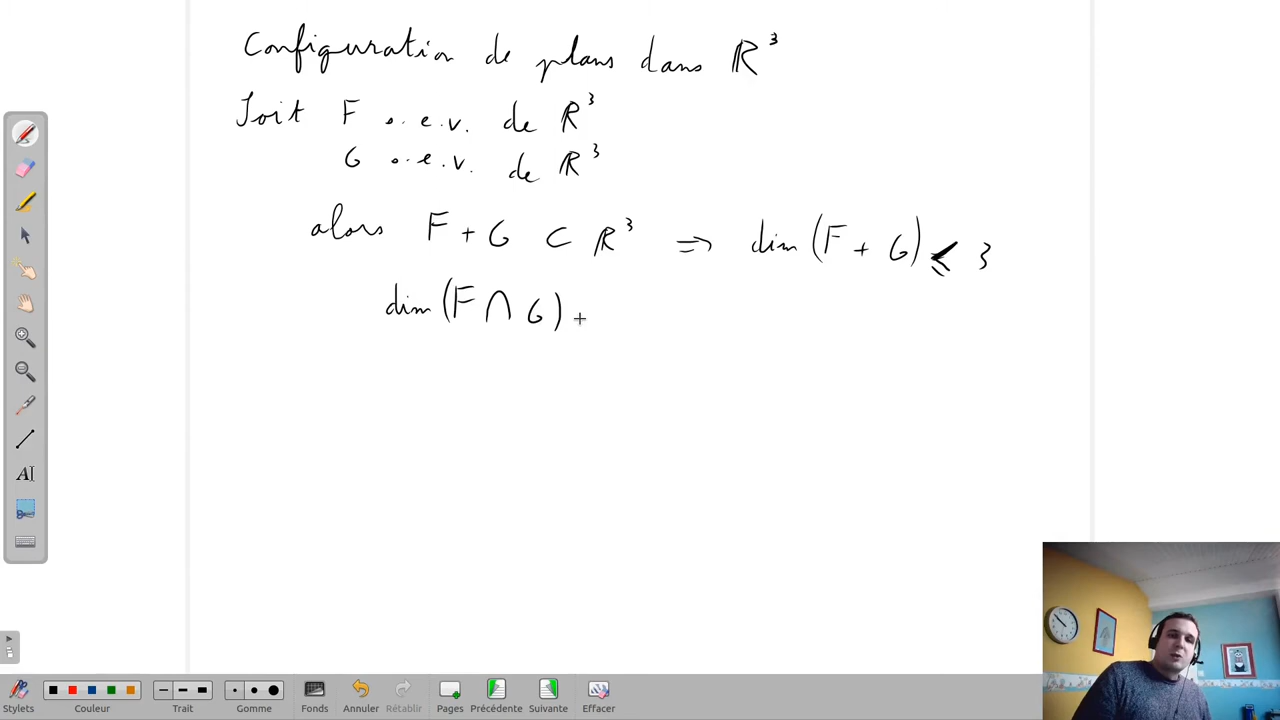 Configuration de plans dans ℝ³
Soit F s.e.v. de ℝ³
G s.e.v. de ℝ³
alors F + G ⊂ ℝ³ ⇒ dim (F + G) ≤ 3
dim (F ∩ G) +
AI
Stylets
Couleur
Trait
Gomme
Fonds
Annuler
Rétablir
Pages
Précédente
Suivante
Effacer